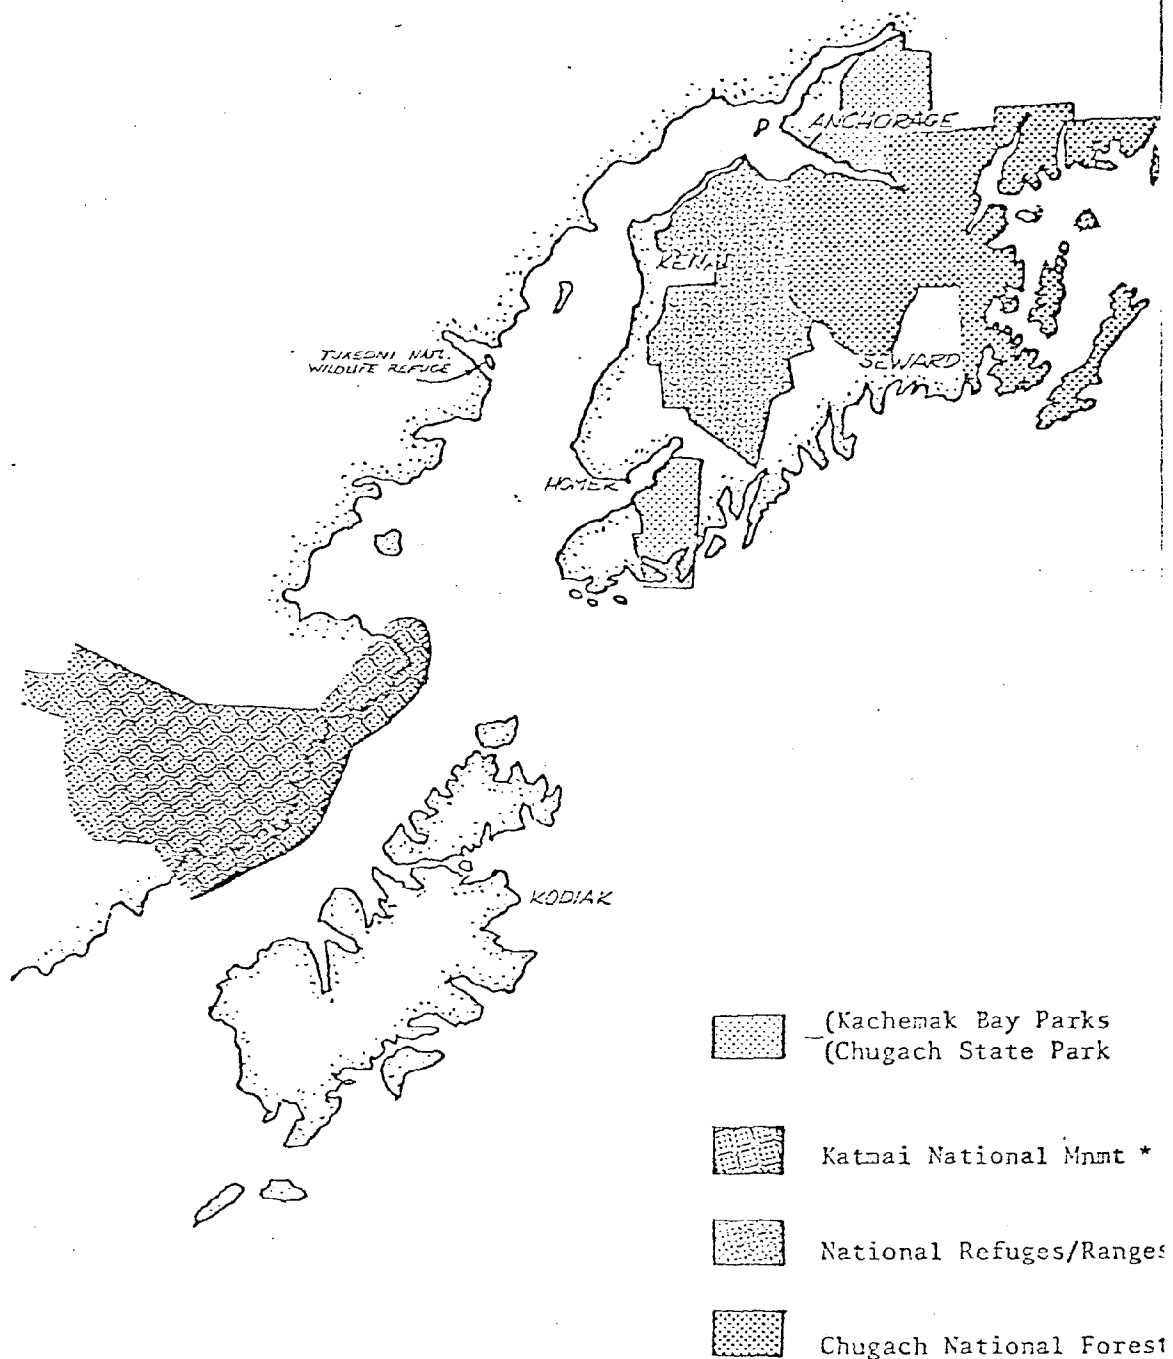 ANCHORAGE
KENAI
TUXEDNI NATL.
WILDLIFE REFUGE
SEWARD
HOMER
KODIAK
(Kachemak Bay Parks
(Chugach State Park
Katmai National Mnmt *
National Refuges/Ranges
Chugach National Forest